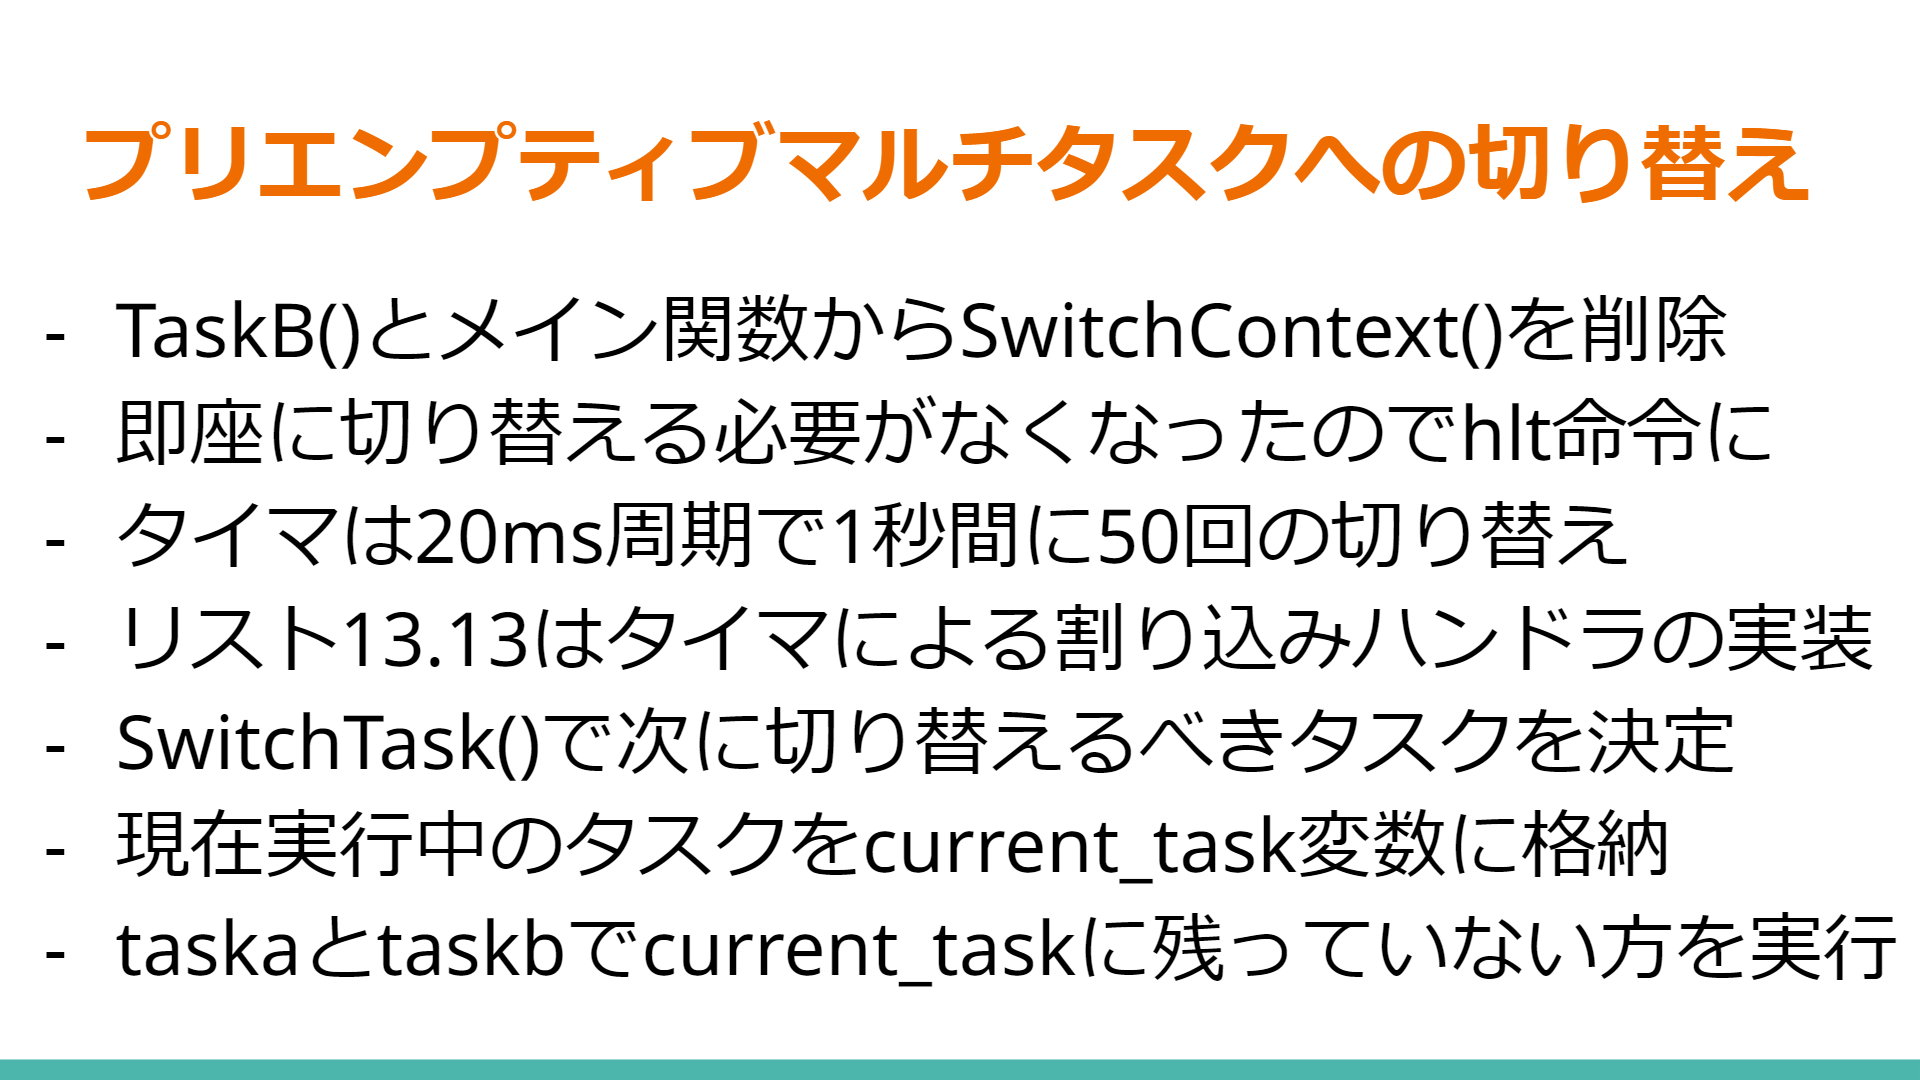 プリエンプティブマルチタスクへの切り替え
- TaskB()とメイン関数からSwitchContext()を削除
- 即座に切り替える必要がなくなったのでhlt命令に
- タイマは20ms周期で1秒間に50回の切り替え
- リスト13.13はタイマによる割り込みハンドラの実装
- SwitchTask()で次に切り替えるべきタスクを決定
- 現在実行中のタスクをcurrent_task変数に格納
- taskaとtaskbでcurrent_taskに残っていない方を実行